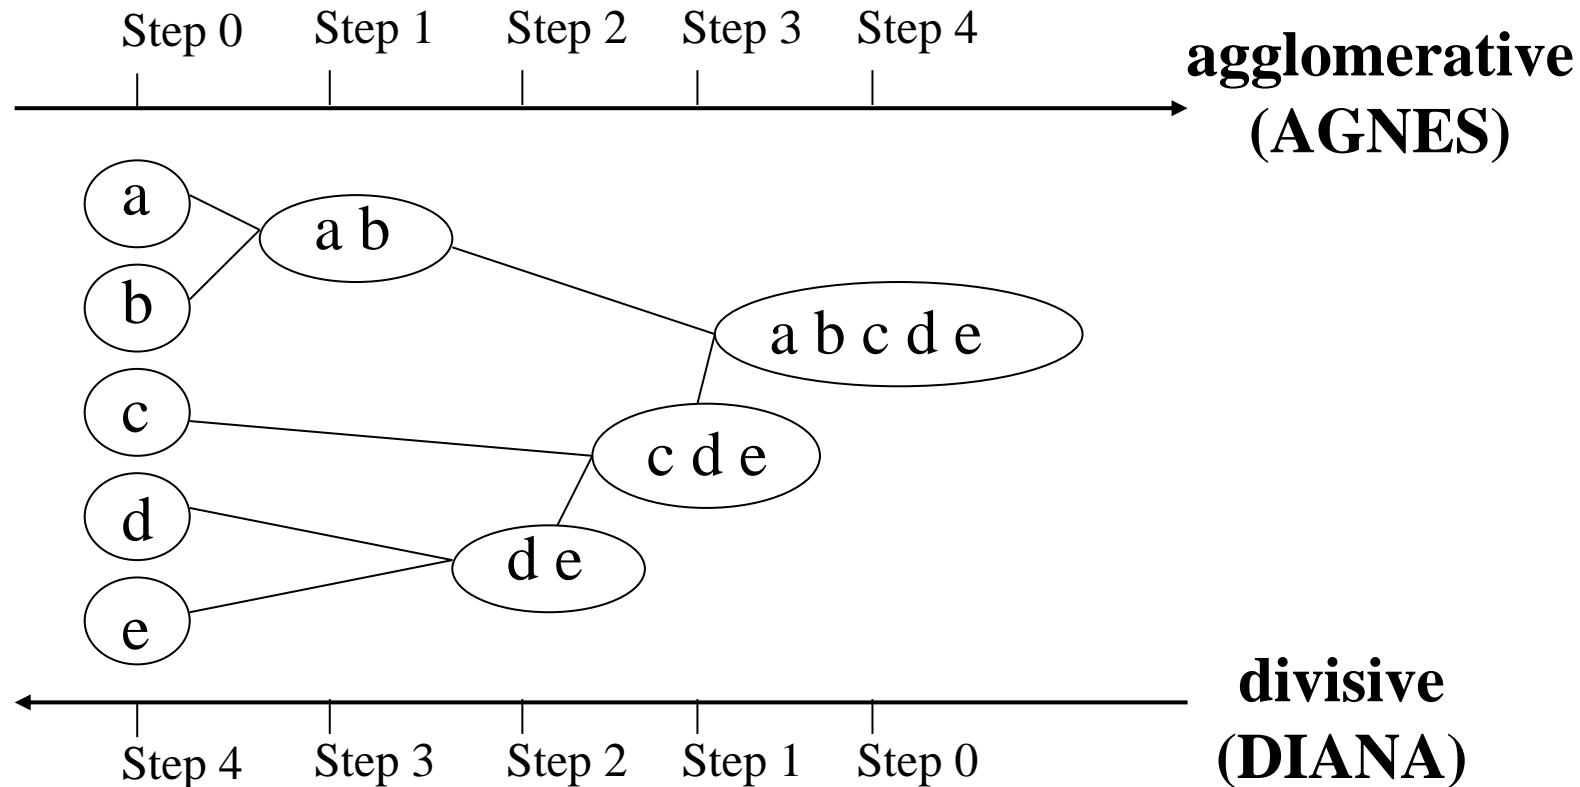 Step 0 Step 1 Step 2 Step 3 Step 4
agglomerative
(AGNES)
a
a b
b
a b c d e
c
c d e
d
d e
e
divisive
(DIANA)
Step 4 Step 3 Step 2 Step 1 Step 0